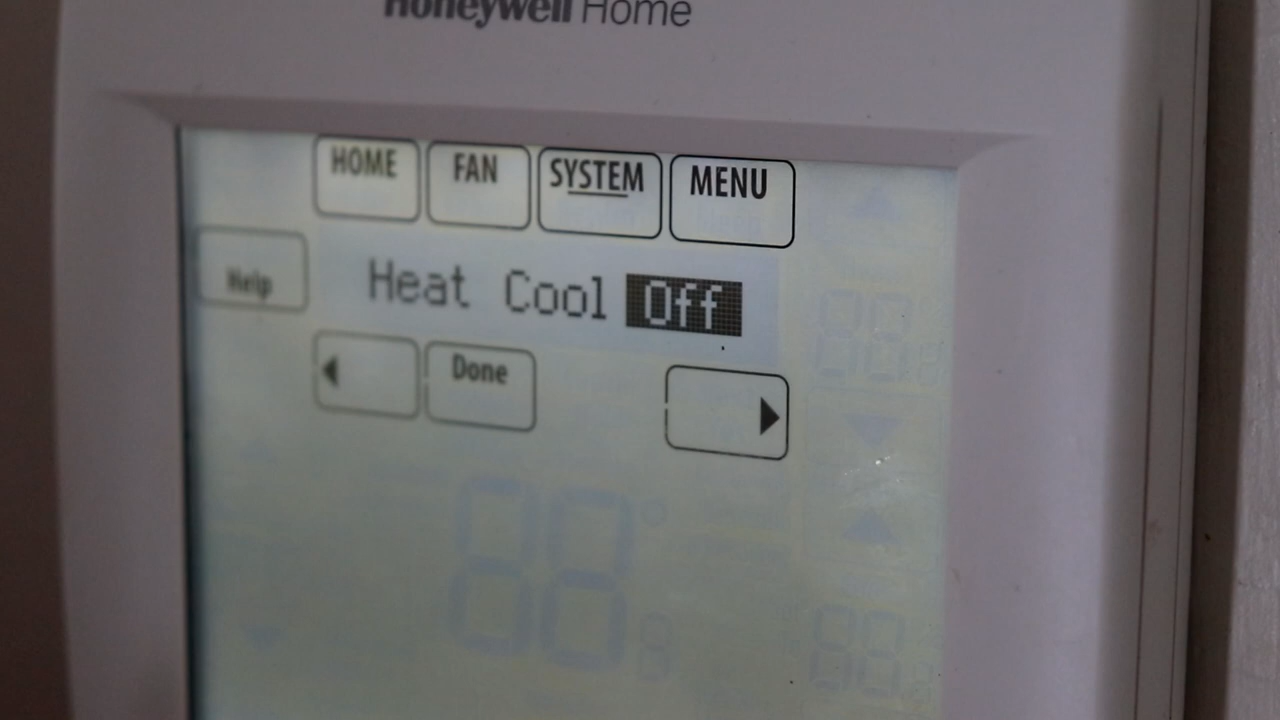 Honeywell Home
HOME FAN SYSTEM MENU
Help
Heat Cool Off
Done